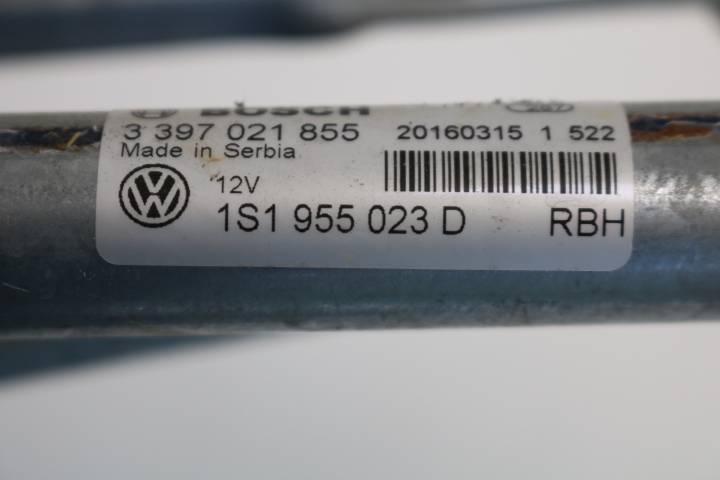 BOSCH
3 397 021 855 20160315 1 522
Made in Serbia
12V
1S1 955 023 D RBH